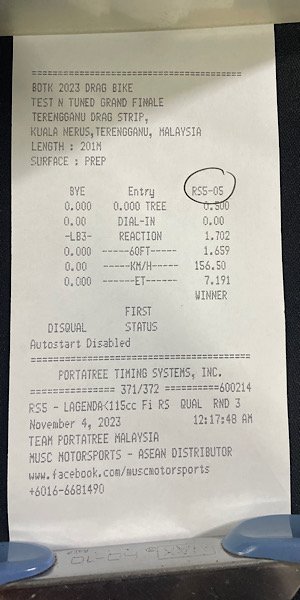 ========================================
BOTK 2023 DRAG BIKE
TEST N TUNED GRAND FINALE
TERENGGANU DRAG STRIP,
KUALA NERUS,TERENGGANU, MALAYSIA
LENGTH : 201M
SURFACE : PREP
BYE Entry RS5-05
0.000 0.000 TREE 0.500
0.00 DIAL-IN 0.00
-LB3- REACTION 1.702
0.000 ------60FT------ 1.659
0.00 ------KM/H------ 156.50
0.000 -------ET------- 7.191
WINNER
FIRST
DISQUAL STATUS
Autostart Disabled
========================================
PORTATREE TIMING SYSTEMS, INC.
============== 371/372 ==========600214
RS5 - LAGENDA<115cc Fi RS QUAL RND 3
November 4, 2023 12:17:48 AM
TEAM PORTATREE MALAYSIA
MUSC MOTORSPORTS - ASEAN DISTRIBUTOR
www.facebook.com/muscmotorsports
+6016-6681490